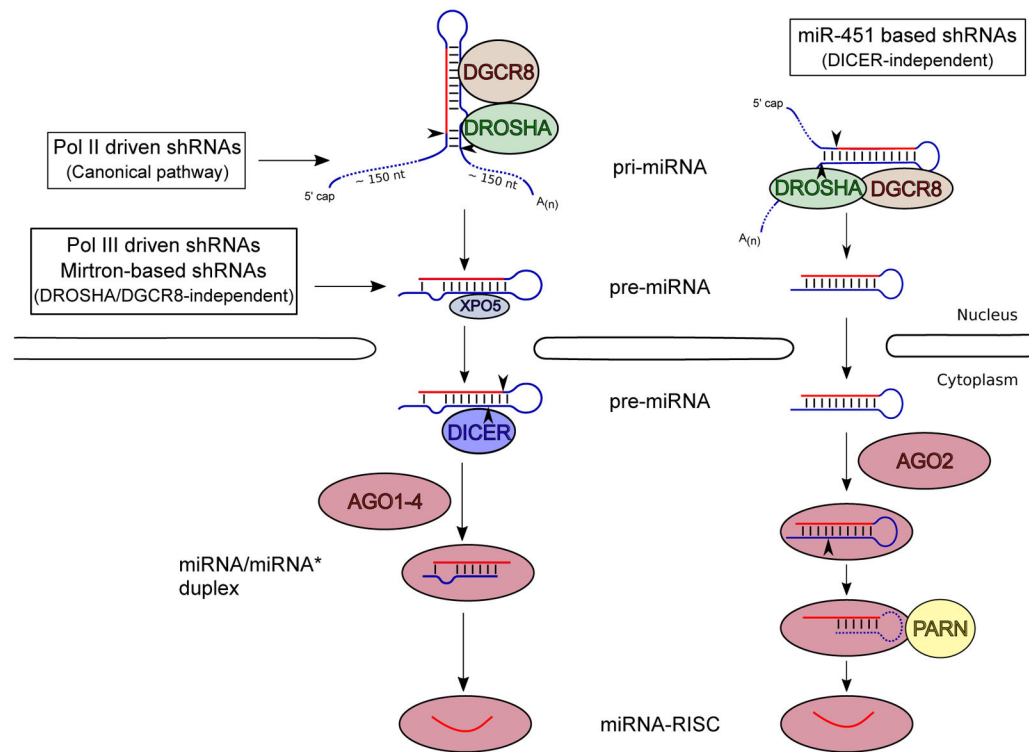 miR-451 based shRNAs
(DICER-independent)
DGCR8
DROSHA
5' cap
Pol II driven shRNAs
(Canonical pathway)
pri-miRNA
~ 150 nt
~ 150 nt
5' cap
A(n)
DROSHA
DGCR8
A(n)
Pol III driven shRNAs
Mirtron-based shRNAs
(DROSHA/DGCR8-independent)
XPO5
pre-miRNA
Nucleus
Cytoplasm
pre-miRNA
DICER
AGO2
AGO1-4
miRNA/miRNA*
duplex
PARN
miRNA-RISC